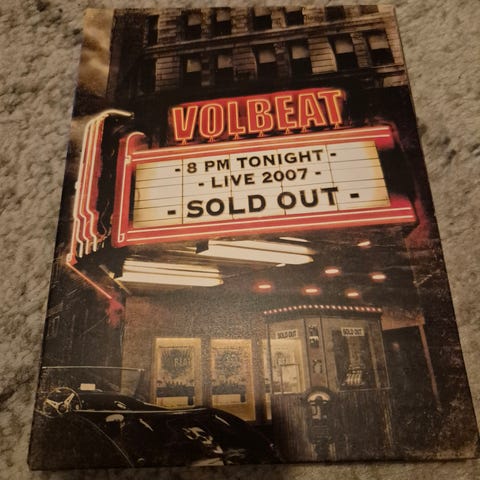 VOLBEAT
- 8 PM TONIGHT -
- LIVE 2007 -
- SOLD OUT -
SOLD OUT
SOLD OUT